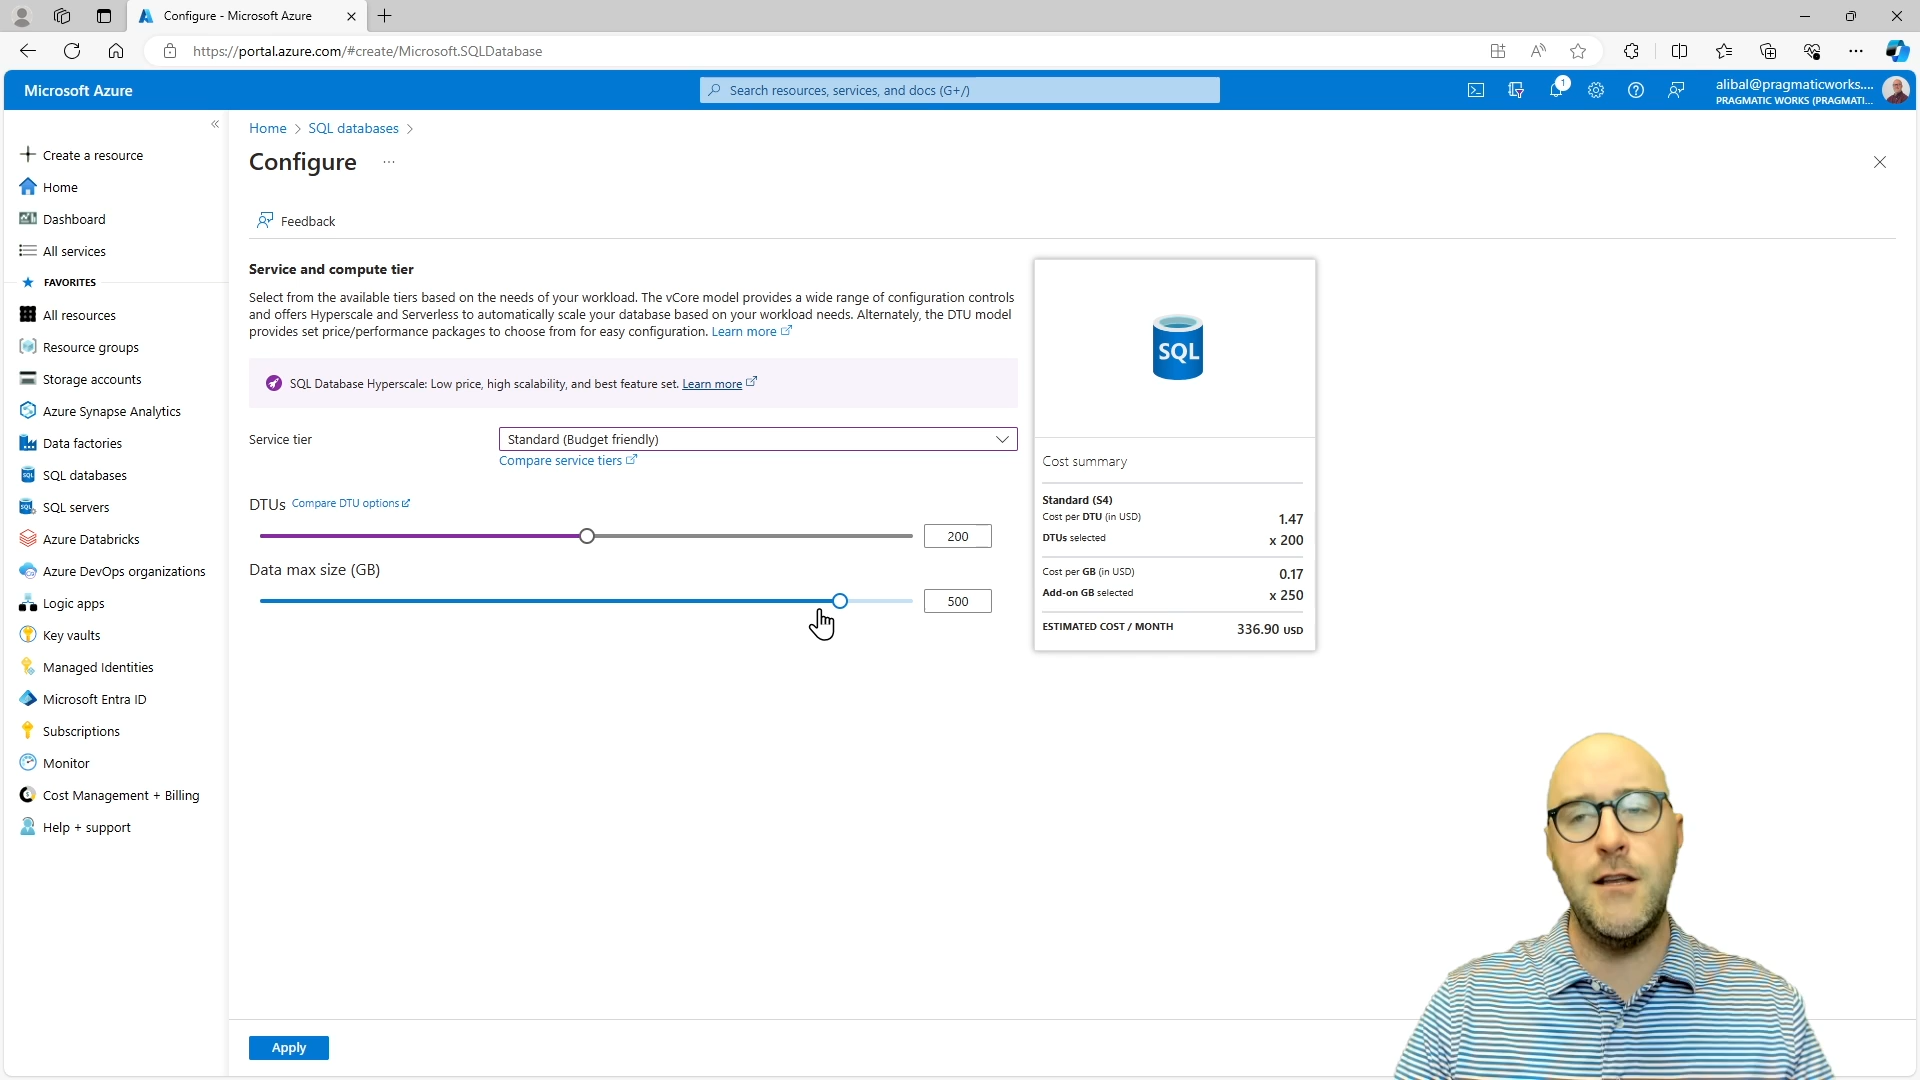 Configure - Microsoft Azure
https://portal.azure.com/#create/Microsoft.SQLDatabase
Microsoft Azure
Search resources, services, and docs (G+/)
1
alibal@pragmaticworks....
PRAGMATIC WORKS (PRAGMATI...
Create a resource
Home
Dashboard
All services
FAVORITES
All resources
Resource groups
Storage accounts
Azure Synapse Analytics
Data factories
SQL databases
SQL servers
Azure Databricks
Azure DevOps organizations
Logic apps
Key vaults
Managed Identities
Microsoft Entra ID
Subscriptions
Monitor
Cost Management + Billing
Help + support
Home > SQL databases >
Configure ...
Feedback
Service and compute tier
Select from the available tiers based on the needs of your workload. The vCore model provides a wide range of configuration controls
and offers Hyperscale and Serverless to automatically scale your database based on your workload needs. Alternately, the DTU model
provides set price/performance packages to choose from for easy configuration. Learn more
SQL Database Hyperscale: Low price, high scalability, and best feature set. Learn more
Service tier
Standard (Budget friendly)
Compare service tiers
DTUs Compare DTU options
200
Data max size (GB)
500
SQL
Cost summary
Standard (S4)
Cost per DTU (in USD) 1.47
DTUs selected x 200
Cost per GB (in USD) 0.17
Add-on GB selected x 250
ESTIMATED COST / MONTH 336.90 USD
Apply